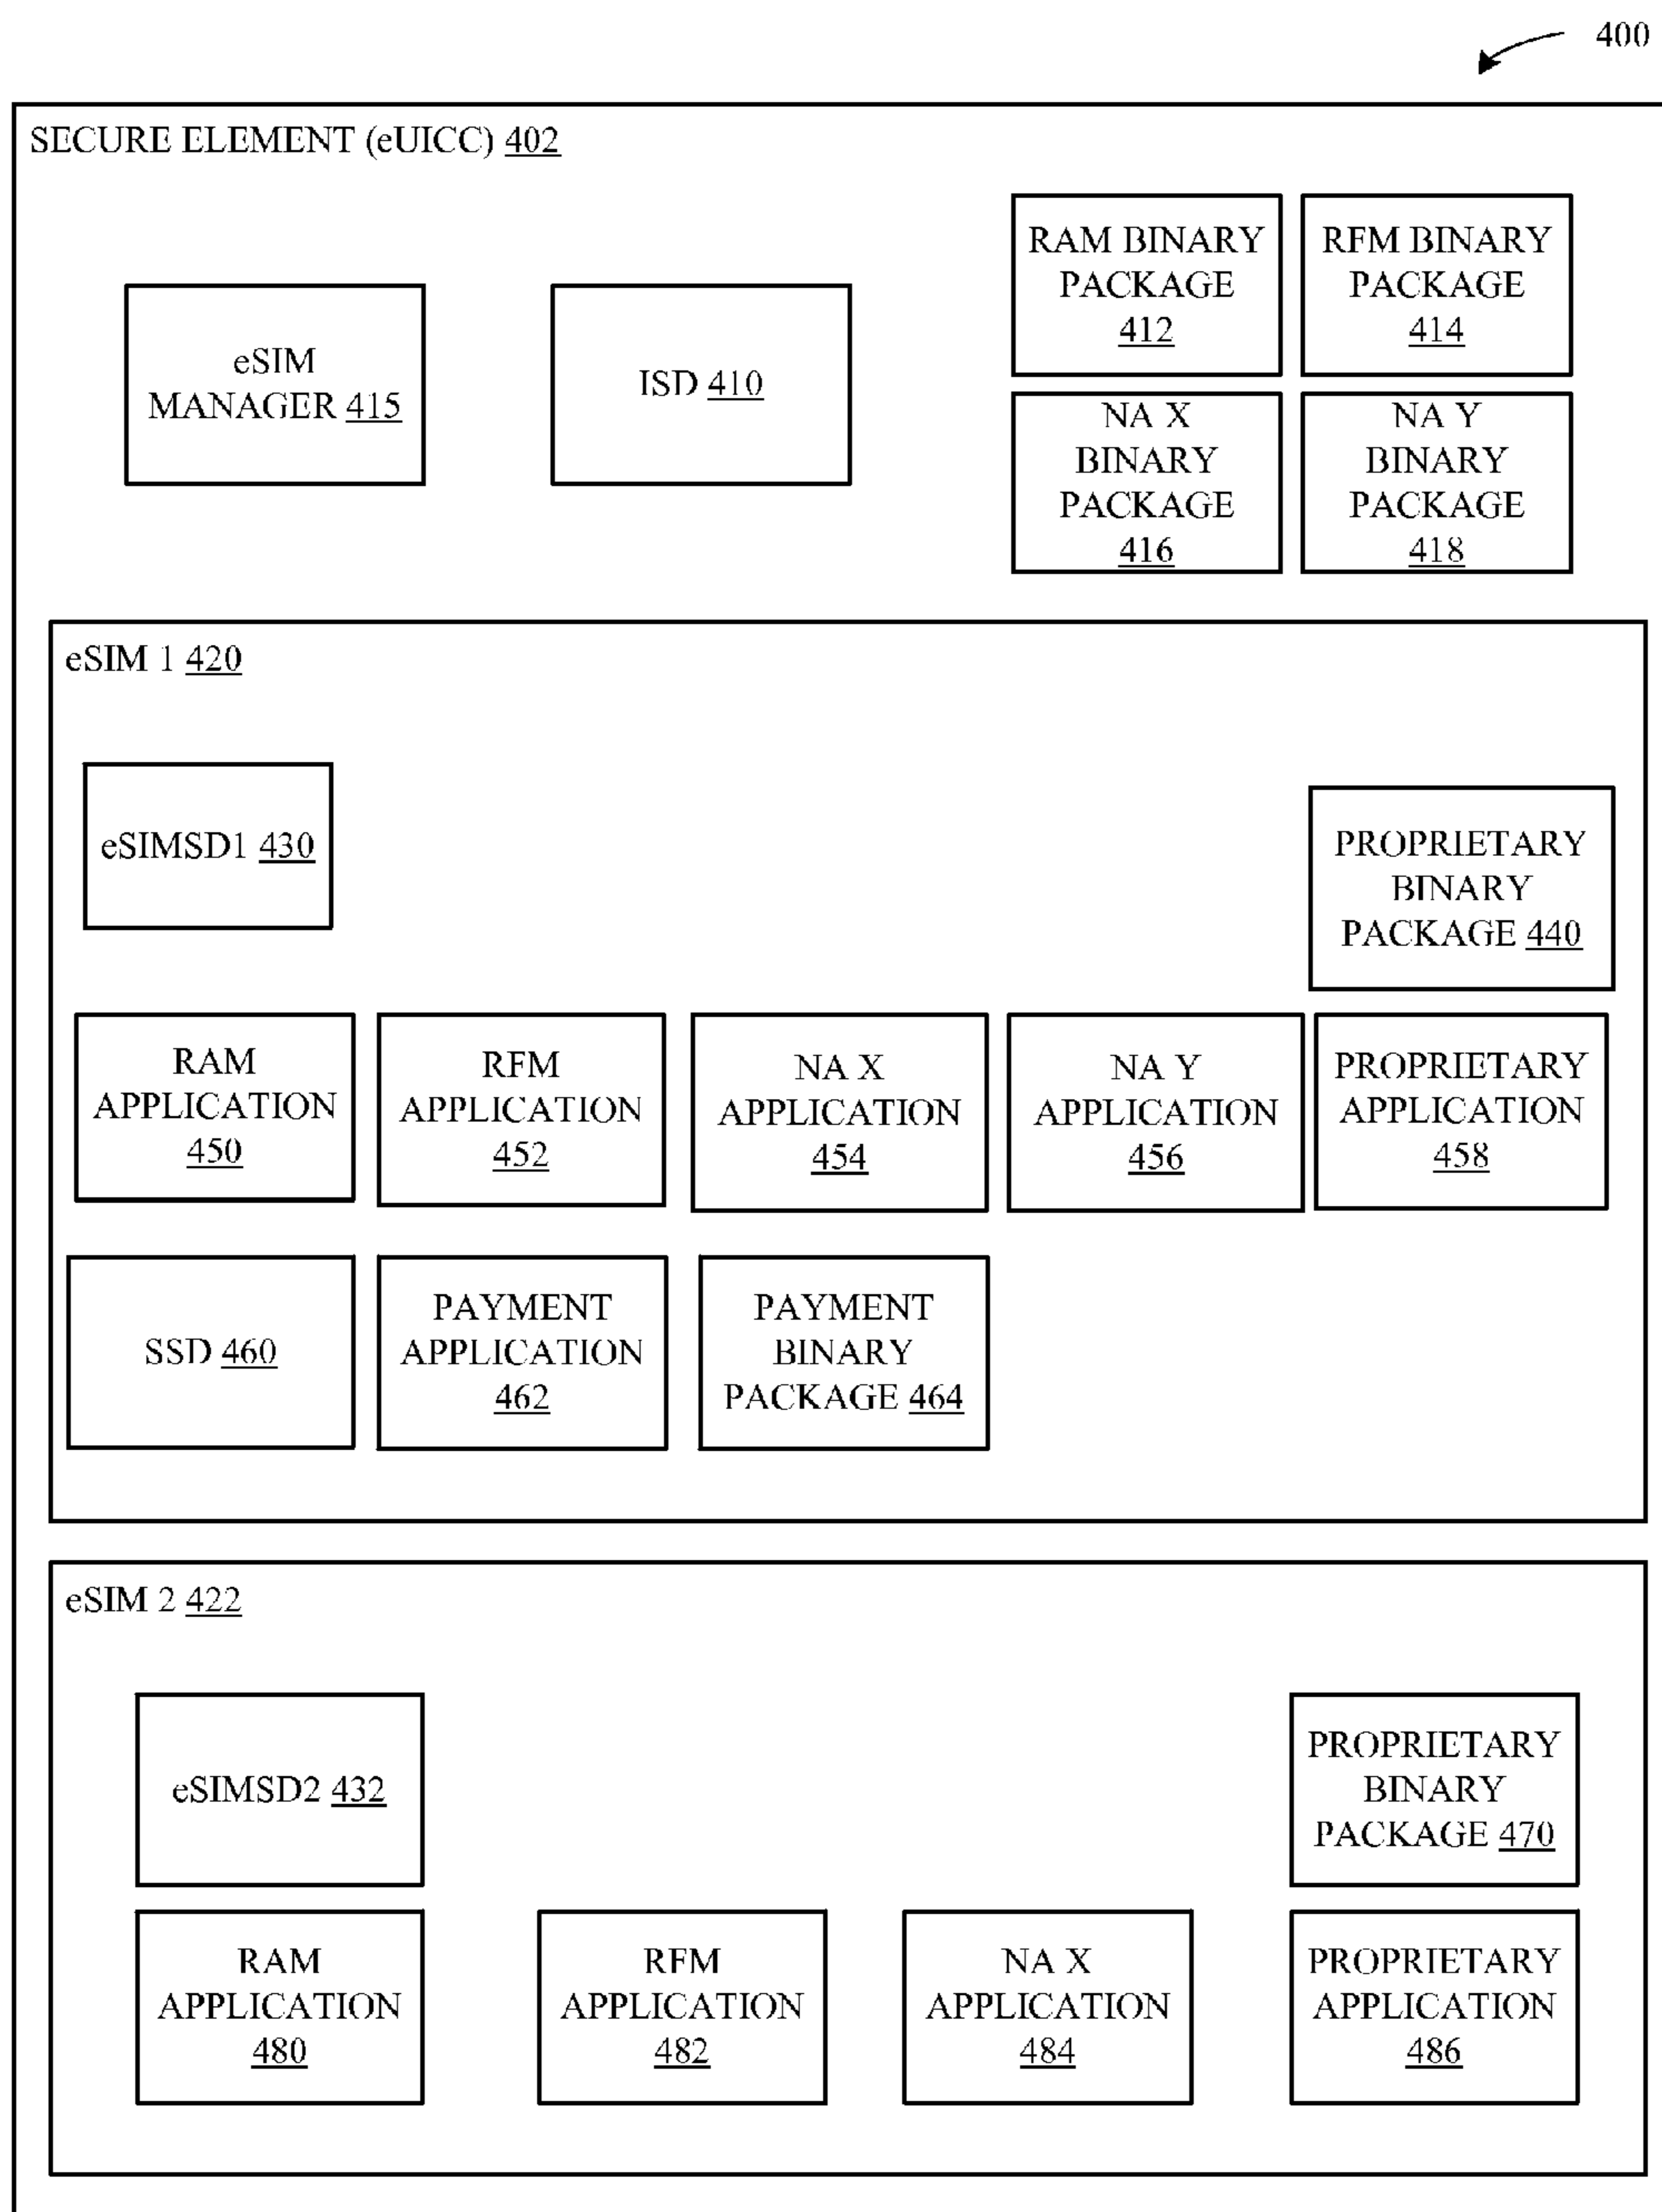 400
SECURE ELEMENT (eUICC) 402
RAM BINARY
PACKAGE
412
RFM BINARY
PACKAGE
414
eSIM
MANAGER 415
ISD 410
NA X
BINARY
PACKAGE
416
NA Y
BINARY
PACKAGE
418
eSIM 1 420
eSIMSD1 430
PROPRIETARY
BINARY
PACKAGE 440
RAM
APPLICATION
450
RFM
APPLICATION
452
NA X
APPLICATION
454
NA Y
APPLICATION
456
PROPRIETARY
APPLICATION
458
SSD 460
PAYMENT
APPLICATION
462
PAYMENT
BINARY
PACKAGE 464
eSIM 2 422
eSIMSD2 432
PROPRIETARY
BINARY
PACKAGE 470
RAM
APPLICATION
480
RFM
APPLICATION
482
NA X
APPLICATION
484
PROPRIETARY
APPLICATION
486